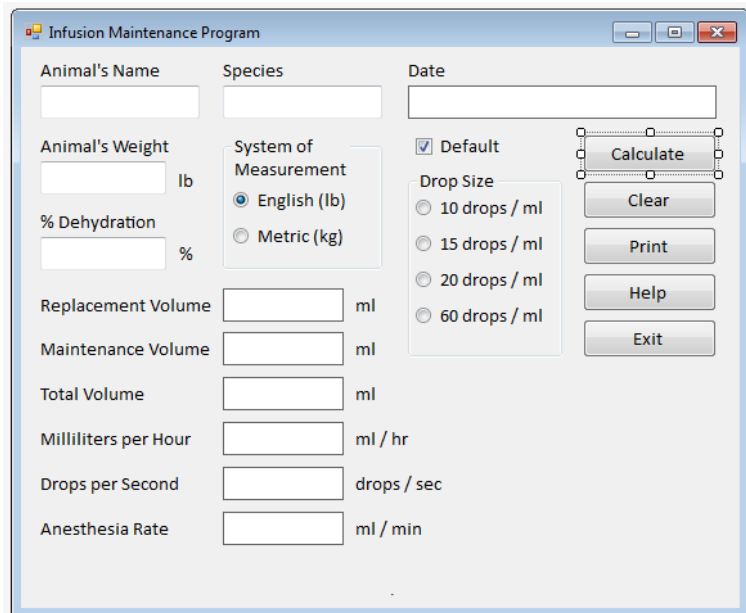 Infusion Maintenance Program
Animal's Name Species Date
Animal's Weight
lb
% Dehydration
%
System of
Measurement
English (lb)
Metric (kg)
Default
Drop Size
10 drops / ml
15 drops / ml
20 drops / ml
60 drops / ml
Calculate
Clear
Print
Help
Exit
Replacement Volume ml
Maintenance Volume ml
Total Volume ml
Milliliters per Hour ml / hr
Drops per Second drops / sec
Anesthesia Rate ml / min
.